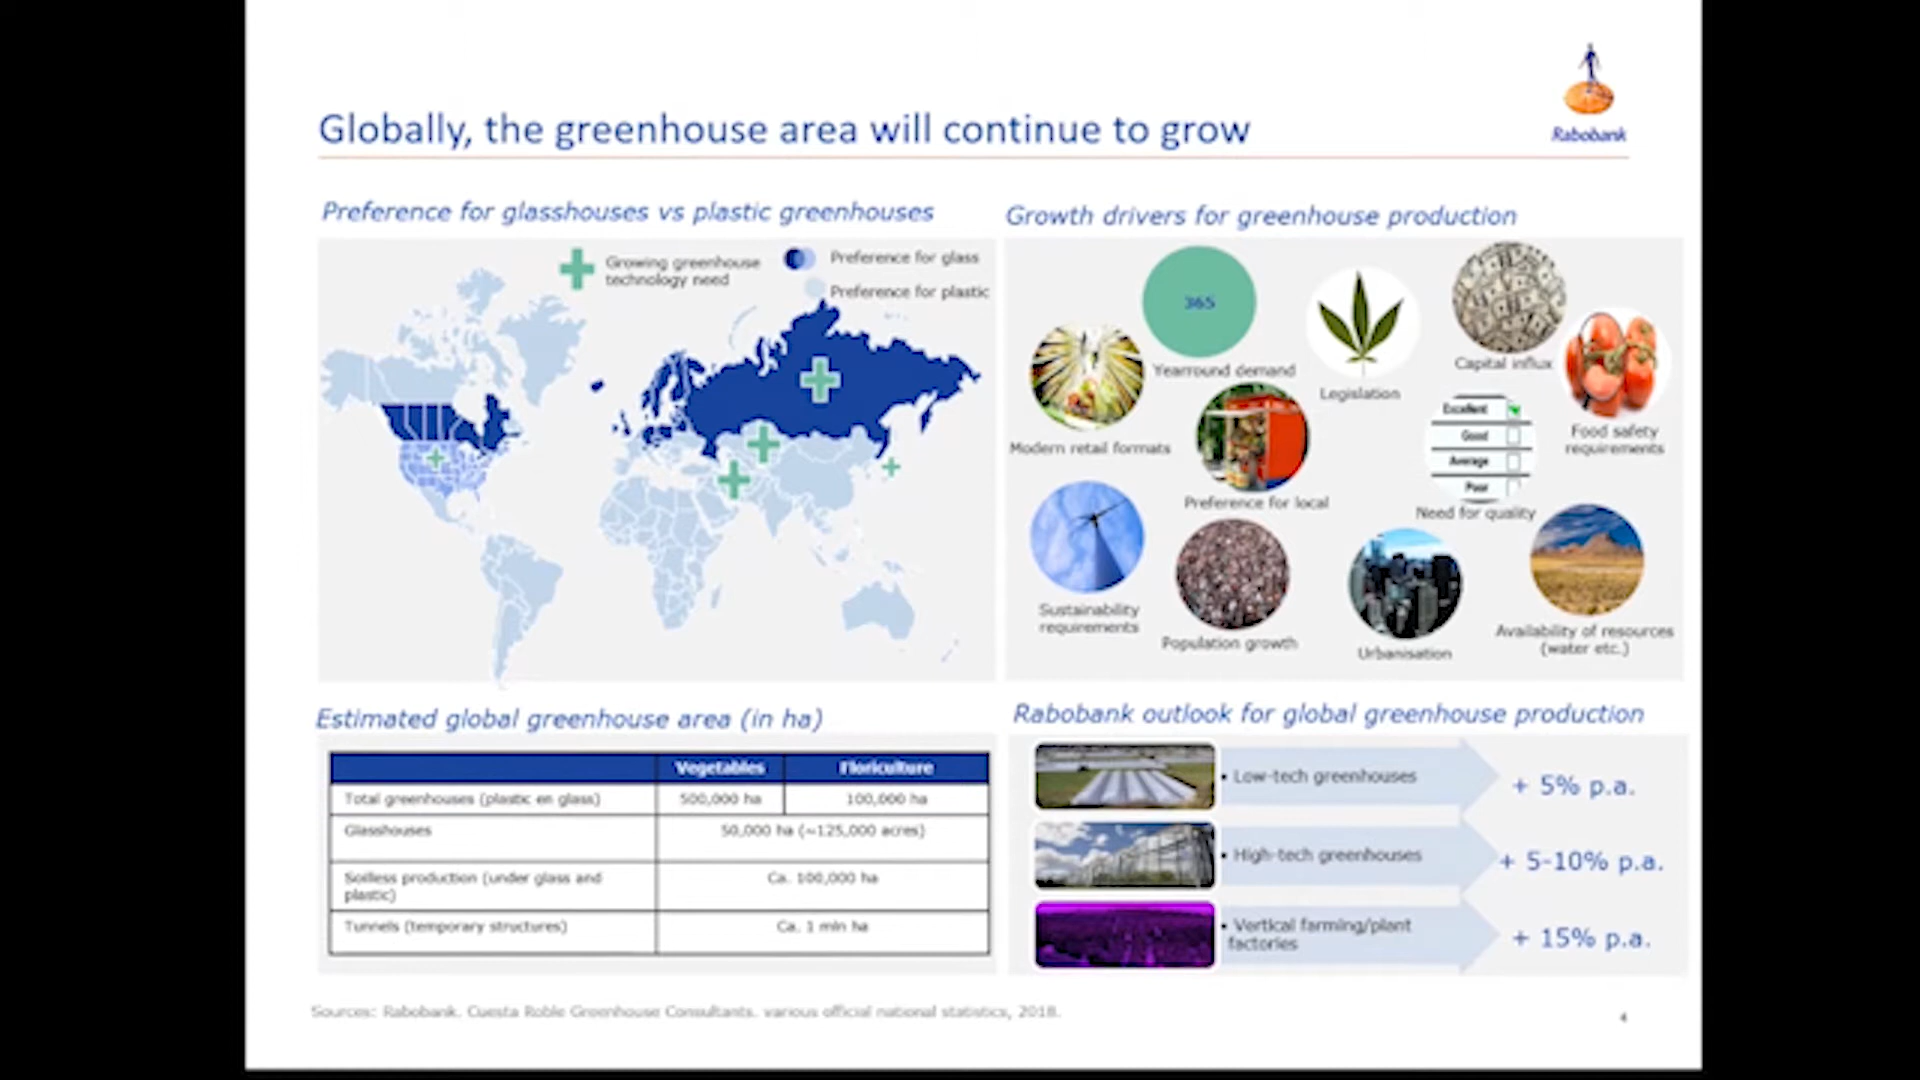 Rabobank
Globally, the greenhouse area will continue to grow
Preference for glasshouses vs plastic greenhouses
Growing greenhouse
technology need
Preference for glass
Preference for plastic
Growth drivers for greenhouse production
365
Yearround demand
Legislation
Capital influx
Modern retail formats
Preference for local
Excellent
Good
Average
Poor
Need for quality
Food safety
requirements
Sustainability
requirements
Population growth
Urbanisation
Availability of resources
(water etc.)
Estimated global greenhouse area (in ha)
Vegetables Floriculture
Total greenhouses (plastic en glass) 500,000 ha 100,000 ha
Glasshouses 50,000 ha (~125,000 acres)
Soilless production (under glass and
plastic) Ca. 100,000 ha
Tunnels (temporary structures) Ca. 1 mln ha
Rabobank outlook for global greenhouse production
• Low-tech greenhouses + 5% p.a.
• High-tech greenhouses + 5-10% p.a.
• Vertical farming/plant
factories + 15% p.a.
Sources: Rabobank. Cuesta Roble Greenhouse Consultants. various official national statistics, 2018.
4